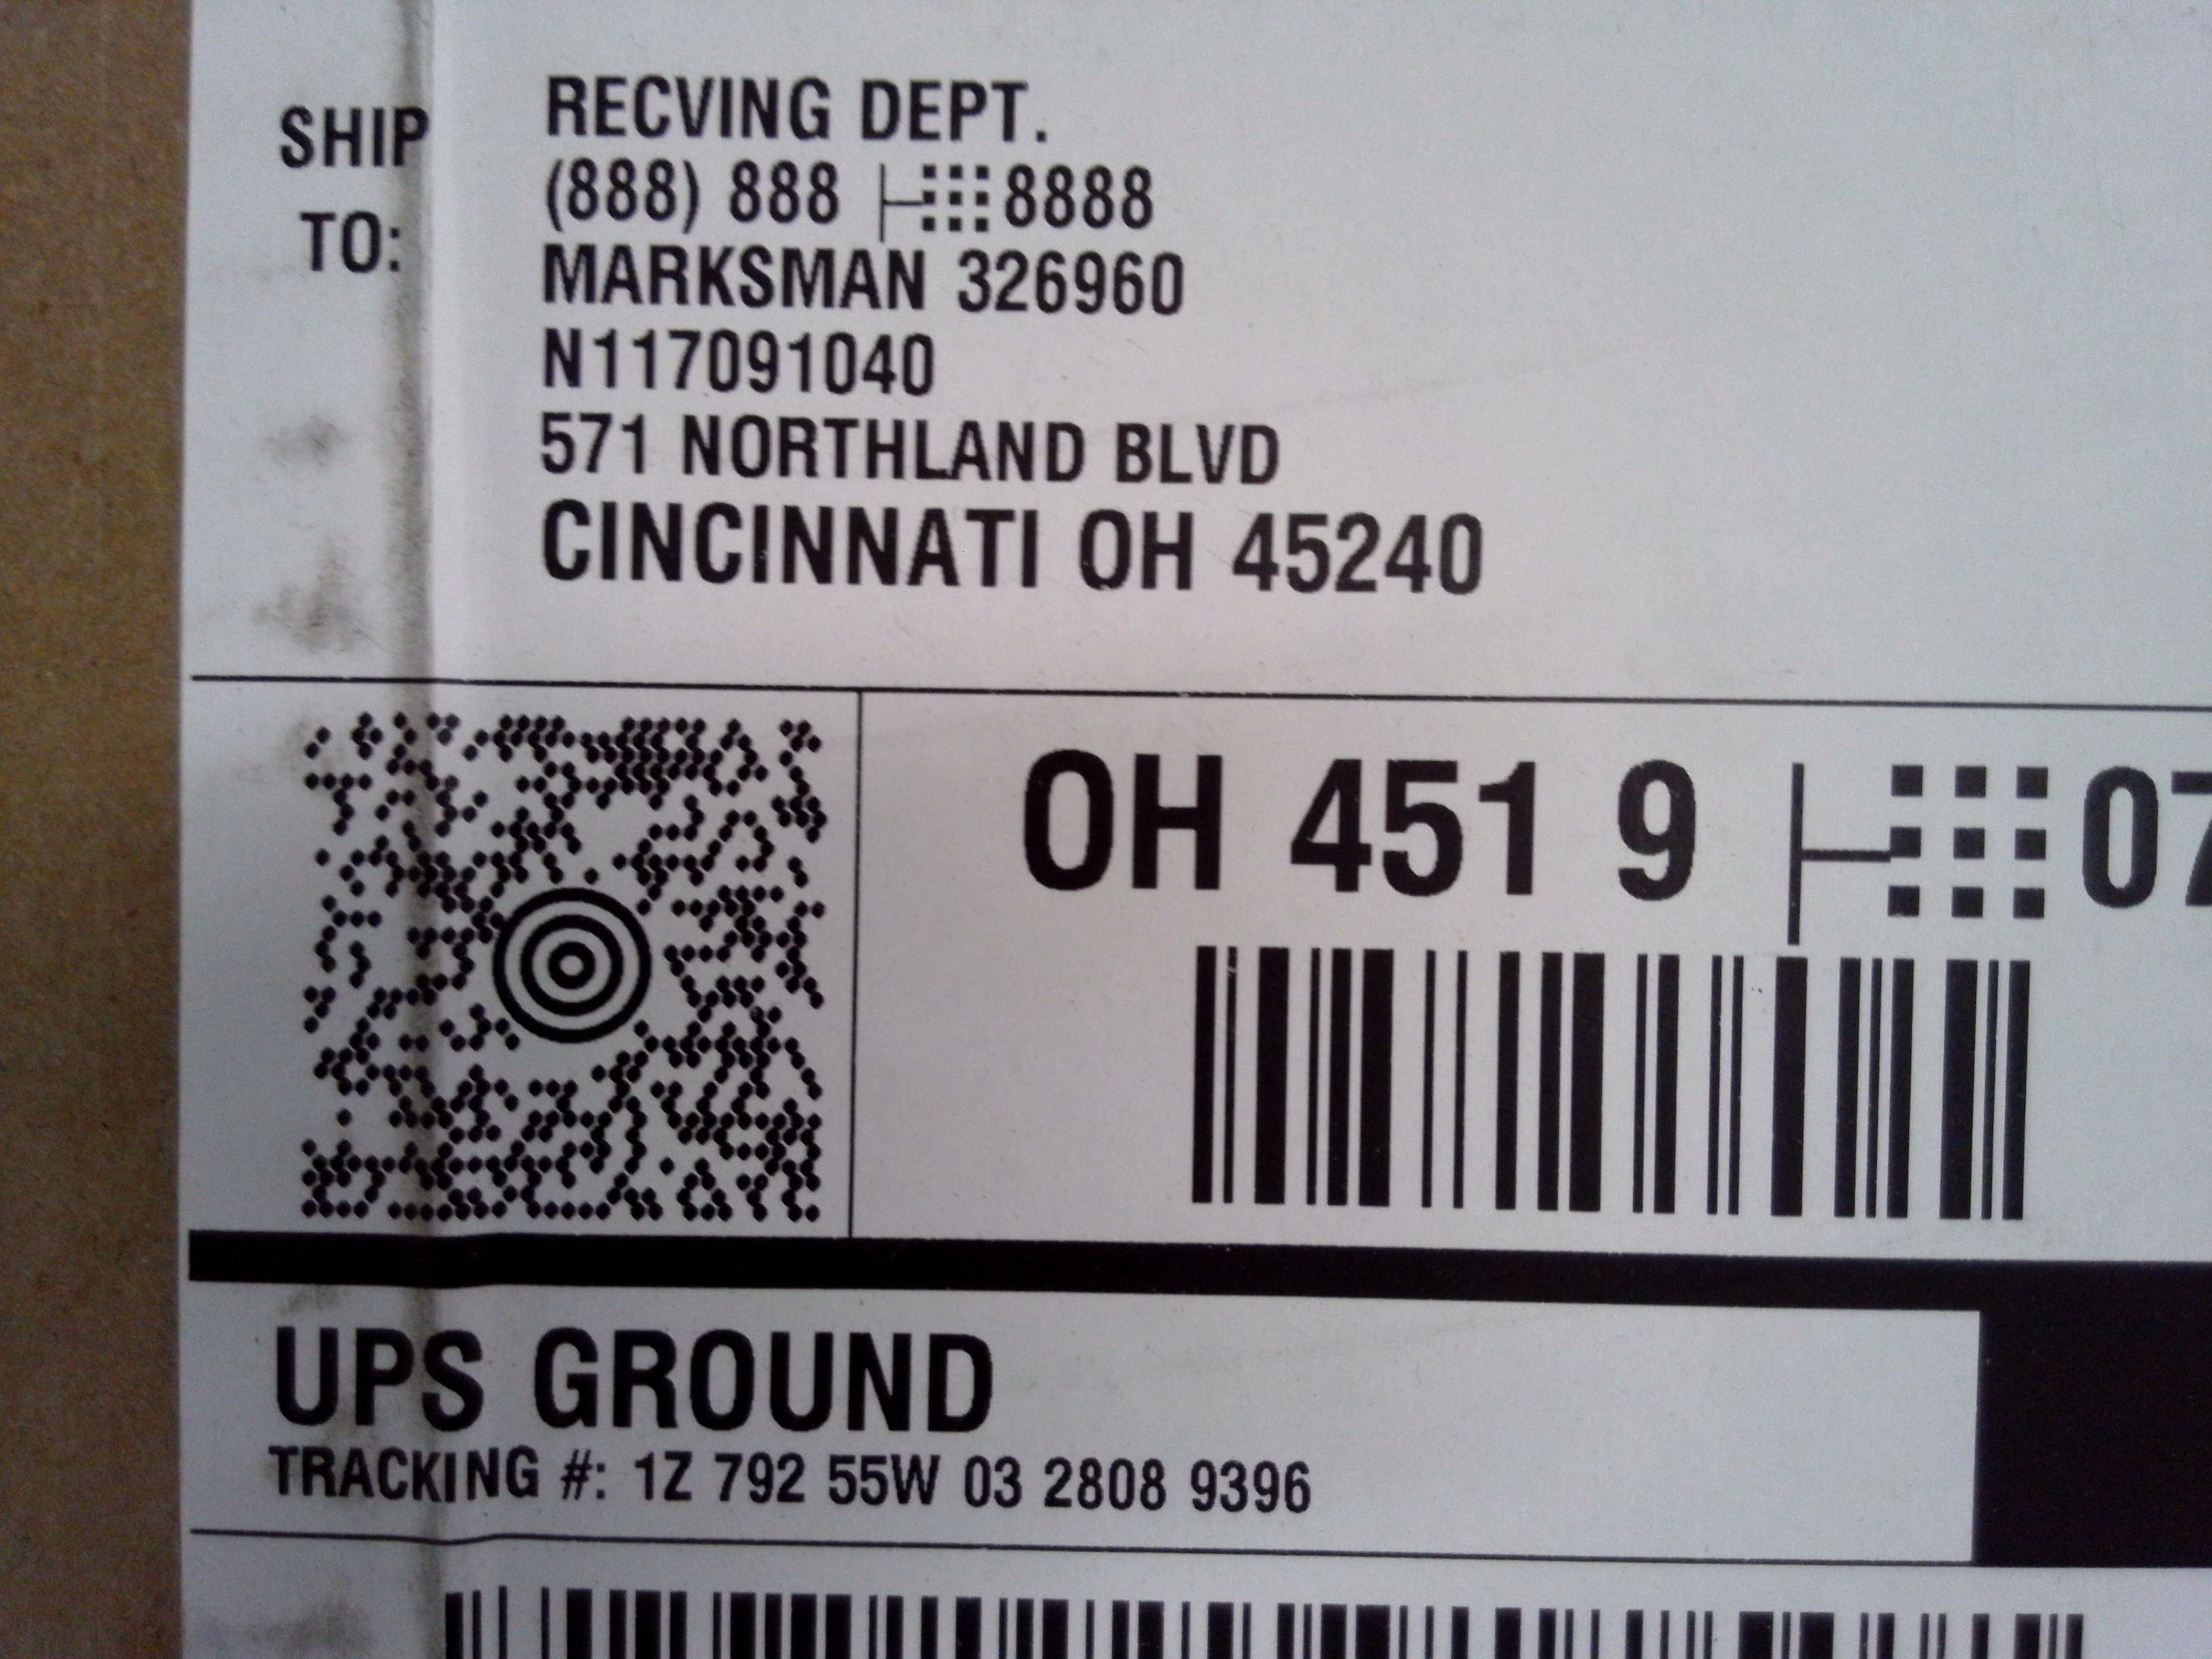 SHIP TO:
RECVING DEPT.
(888) 888 8888
MARKSMAN 326960
N117091040
571 NORTHLAND BLVD
CINCINNATI OH 45240
OH 451 9 07
UPS GROUND
TRACKING #: 1Z 792 55W 03 2808 9396